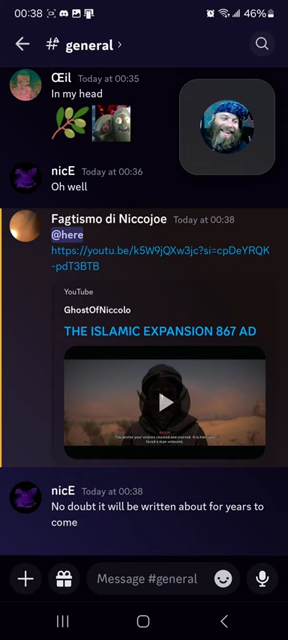 00:38
46%
# general ›
Œil Today at 00:35
In my head
nicE Today at 00:36
Oh well
Fagtismo di Niccojoe Today at 00:38
@here
https://youtu.be/k5W9jQXw3jc?si=cpDeYRQK
-pdT3BTB
YouTube
GhostOfNiccolo
THE ISLAMIC EXPANSION 867 AD
nicE Today at 00:38
No doubt it will be written about for years to
come
Message #general